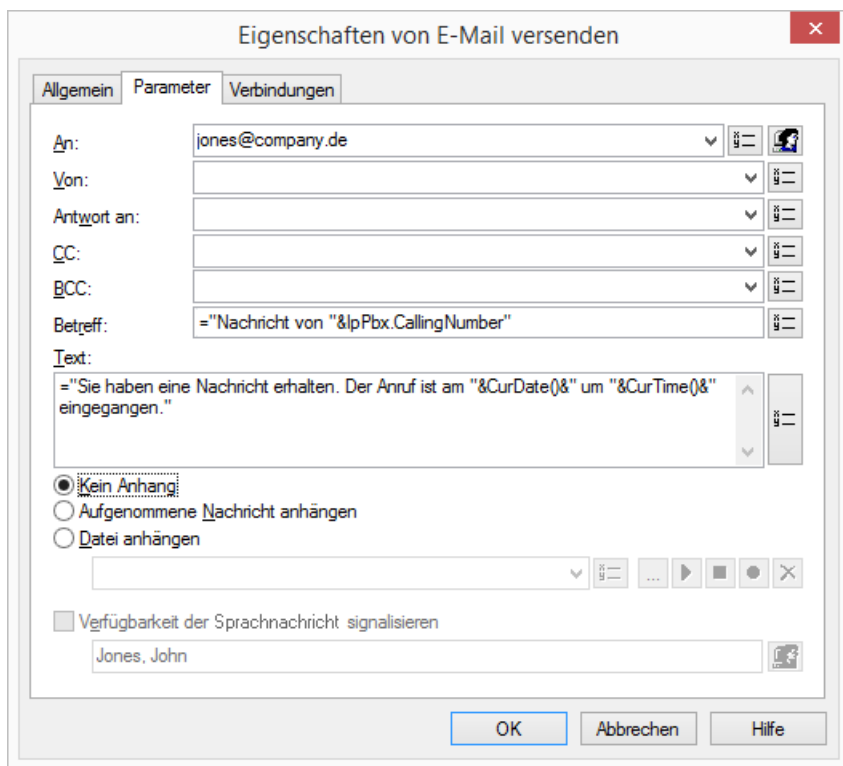 Eigenschaften von E-Mail versenden
Allgemein Parameter Verbindungen
An: jones@company.de
Von:
Antwort an:
CC:
BCC:
Betreff: ="Nachricht von "&IpPbx.CallingNumber"
Text:
="Sie haben eine Nachricht erhalten. Der Anruf ist am "&CurDate()&" um "&CurTime()&"
eingegangen."
Kein Anhang
Aufgenommene Nachricht anhängen
Datei anhängen
...
Verfügbarkeit der Sprachnachricht signalisieren
Jones, John
OK Abbrechen Hilfe